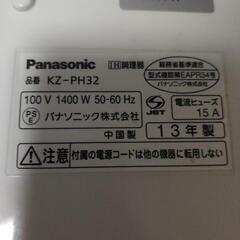 Panasonic
IH調理器
品番 KZ-PH32
総務省基準適合
型式確認第EAPR34号
パナソニック株式会社
100 V 1400 W 50-60 Hz
PS
E
パナソニック株式会社
中国製
JET
電流ヒューズ
15 A
13年製
注意
付属の電源コードは他の機器に転用しない